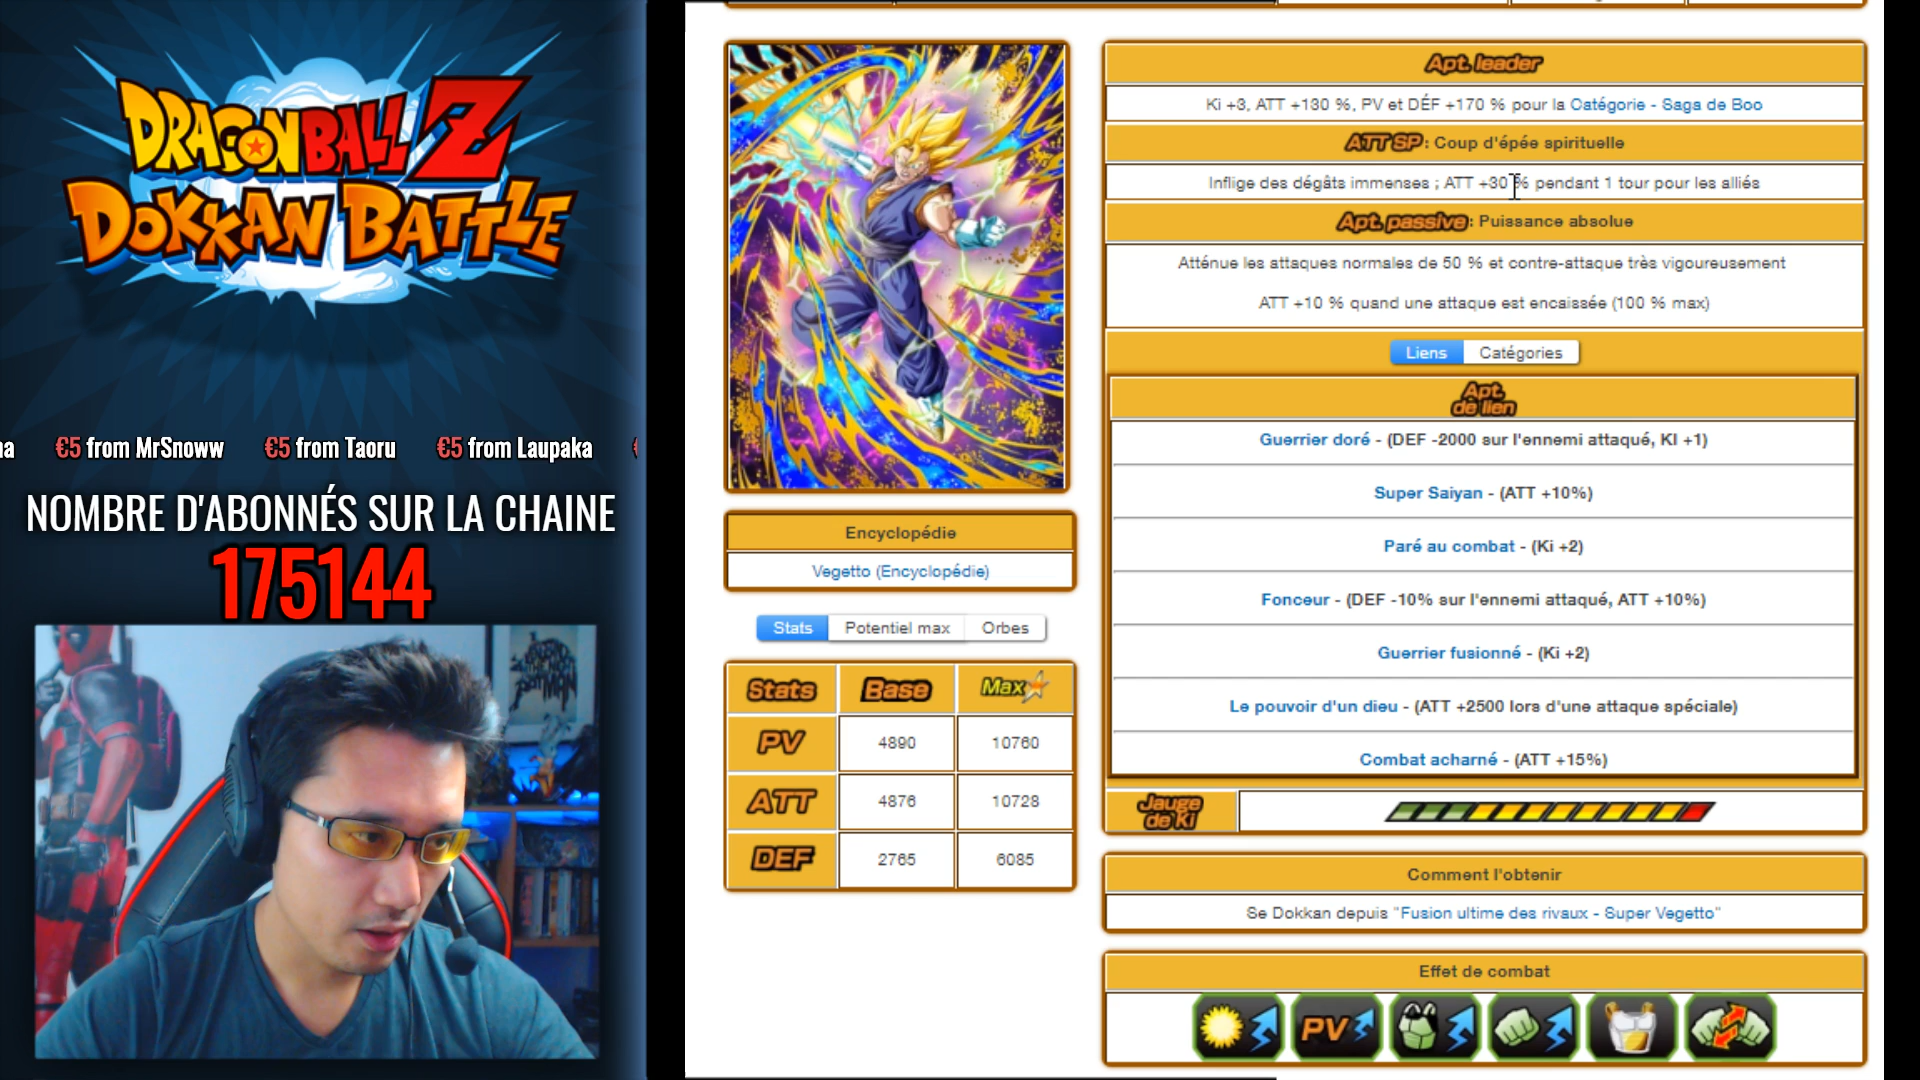 DRAGON BALL Z
DOKKAN BATTLE
na €5 from MrSnoww €5 from Taoru €5 from Laupaka
NOMBRE D'ABONNÉS SUR LA CHAINE
175144
Encyclopédie
Vegetto (Encyclopédie)
Stats Potentiel max Orbes
Stats Base Max
PV 4890 10760
ATT 4876 10728
DEF 2765 6085
Apt. leader
Ki +3, ATT +130 %, PV et DÉF +170 % pour la Catégorie - Saga de Boo
ATT SP : Coup d'épée spirituelle
Inflige des dégâts immenses ; ATT +30 % pendant 1 tour pour les alliés
Apt. passive : Puissance absolue
Atténue les attaques normales de 50 % et contre-attaque très vigoureusement
ATT +10 % quand une attaque est encaissée (100 % max)
Liens Catégories
Apt.
de lien
Guerrier doré - (DEF -2000 sur l'ennemi attaqué, KI +1)
Super Saiyan - (ATT +10%)
Paré au combat - (Ki +2)
Fonceur - (DEF -10% sur l'ennemi attaqué, ATT +10%)
Guerrier fusionné - (Ki +2)
Le pouvoir d'un dieu - (ATT +2500 lors d'une attaque spéciale)
Combat acharné - (ATT +15%)
Jauge
de Ki
Comment l'obtenir
Se Dokkan depuis "Fusion ultime des rivaux - Super Vegetto"
Effet de combat
PV